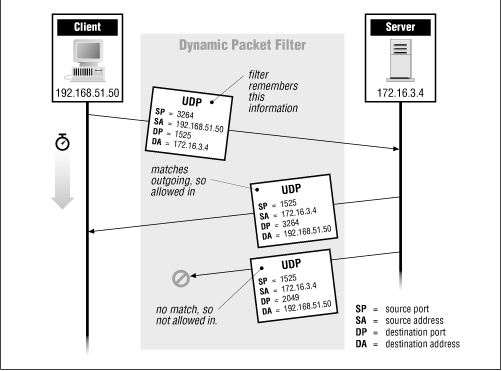 Client
192.168.51.50
Dynamic Packet Filter
Server
172.16.3.4
filter
remembers
this
information
UDP
SP = 3264
SA = 192.168.51.50
DP = 1525
DA = 172.16.3.4
matches
outgoing, so
allowed in
UDP
SP = 1525
SA = 172.16.3.4
DP = 3264
DA = 192.168.51.50
UDP
SP = 1525
SA = 172.16.3.4
DP = 2049
DA = 192.168.51.50
no match, so
not allowed in.
SP = source port
SA = source address
DP = destination port
DA = destination address